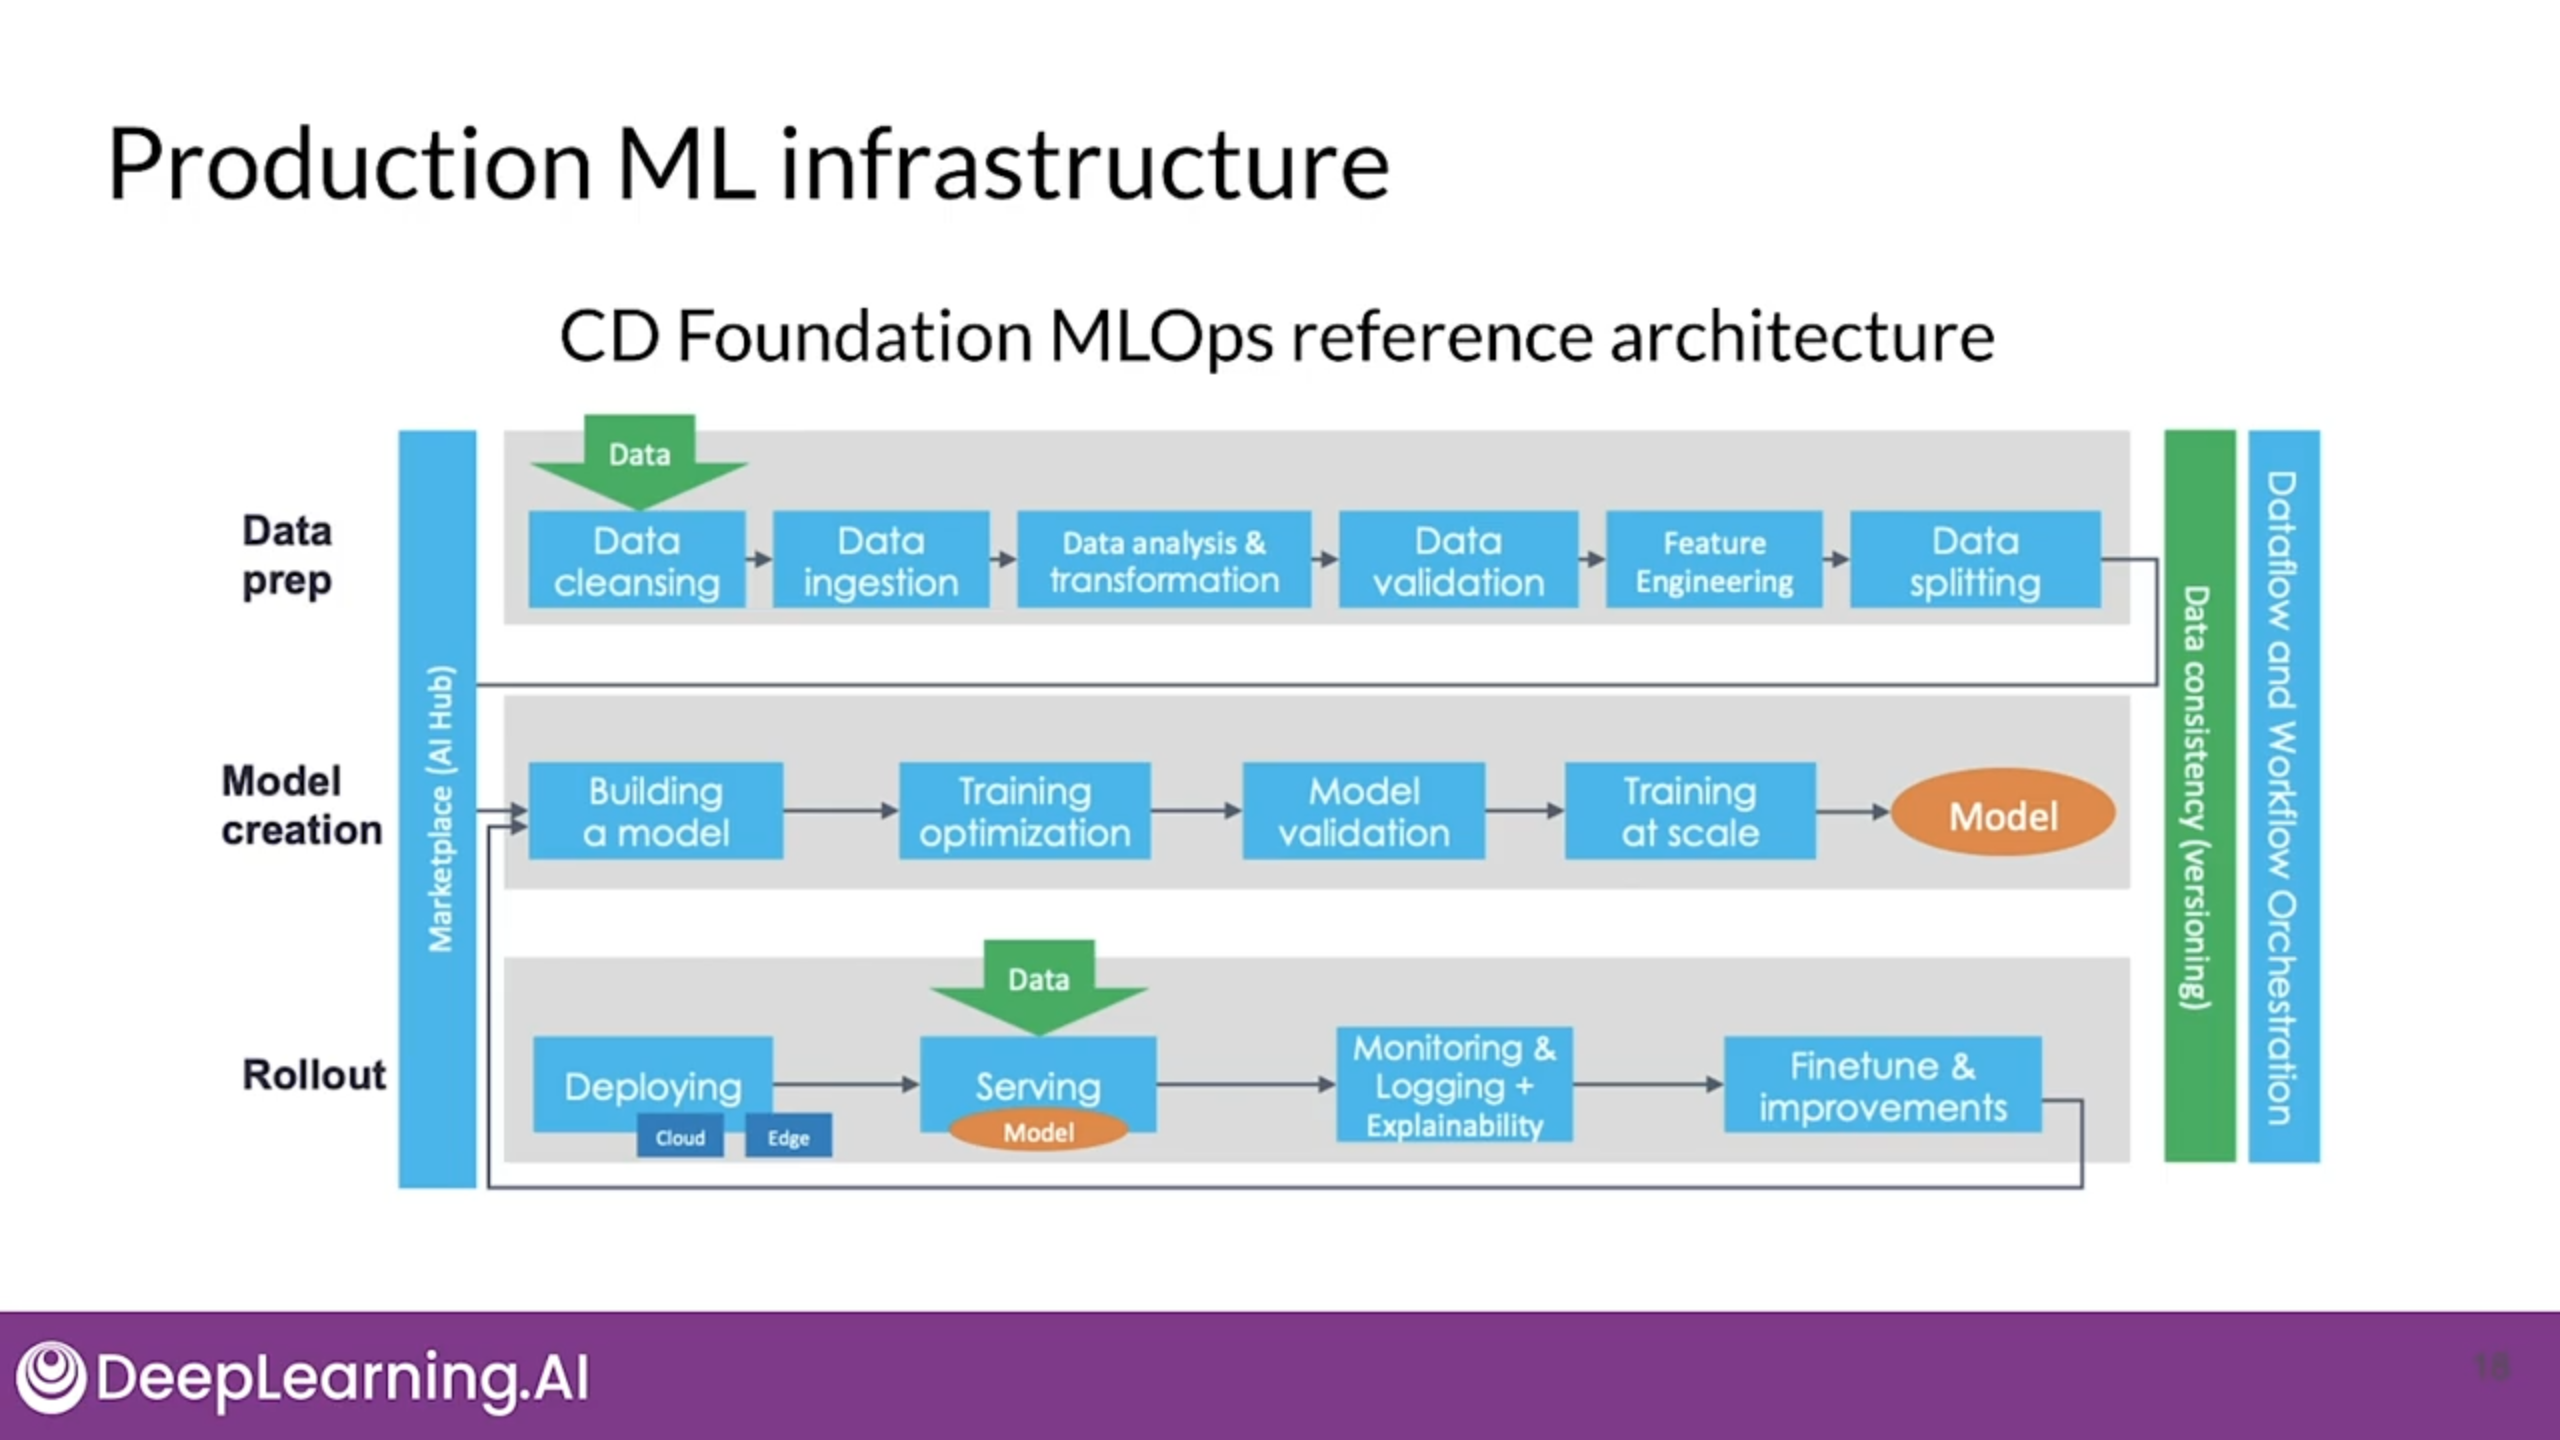 Production ML infrastructure
CD Foundation MLOps reference architecture
Data
prep
Marketplace (AI Hub)
Data
Data
cleansing
Data
ingestion
Data analysis &
transformation
Data
validation
Feature
Engineering
Data
splitting
Model
creation
Building
a model
Training
optimization
Model
validation
Training
at scale
Model
Rollout
Deploying
Cloud
Edge
Data
Serving
Model
Monitoring &
Logging +
Explainability
Finetune &
improvements
Data consistency (versioning)
Dataflow and Workflow Orchestration
DeepLearning.AI
18